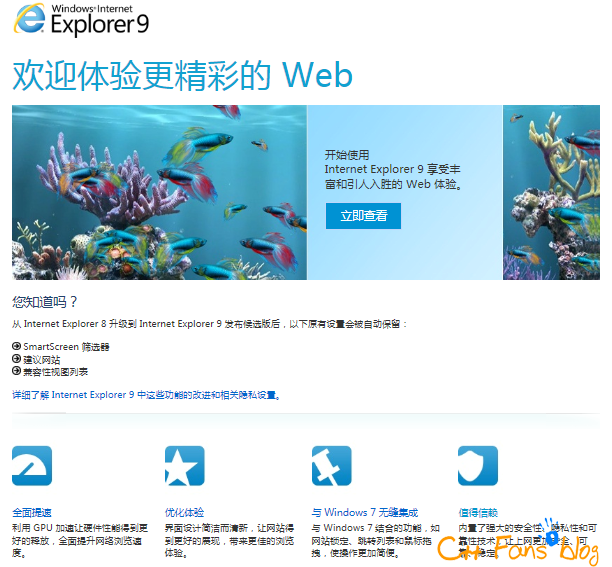 Windows® Internet
Explorer 9
欢迎体验更精彩的 Web
开始使用
Internet Explorer 9 享受丰
富和引人入胜的 Web 体验。
立即查看
您知道吗？
从 Internet Explorer 8 升级到 Internet Explorer 9 发布候选版后，以下原有设置会被自动保留：
SmartScreen 筛选器
建议网站
兼容性视图列表
详细了解 Internet Explorer 9 中这些功能的改进和相关隐私设置。
全面提速
利用 GPU 加速让硬件性能得到更
好的释放，全面提升网络浏览速
度。
优化体验
界面设计简洁而清新，让网站得
到更好的展现，带来更佳的浏览
体验。
与 Windows 7 无缝集成
与 Windows 7 结合的功能，如
网站锁定、跳转列表和鼠标拖
拽，使操作更加简便。
值得信赖
内置了强大的安全性、隐私性和可
靠性技术，让上网更加安全、可
靠、稳定。
Fans blog